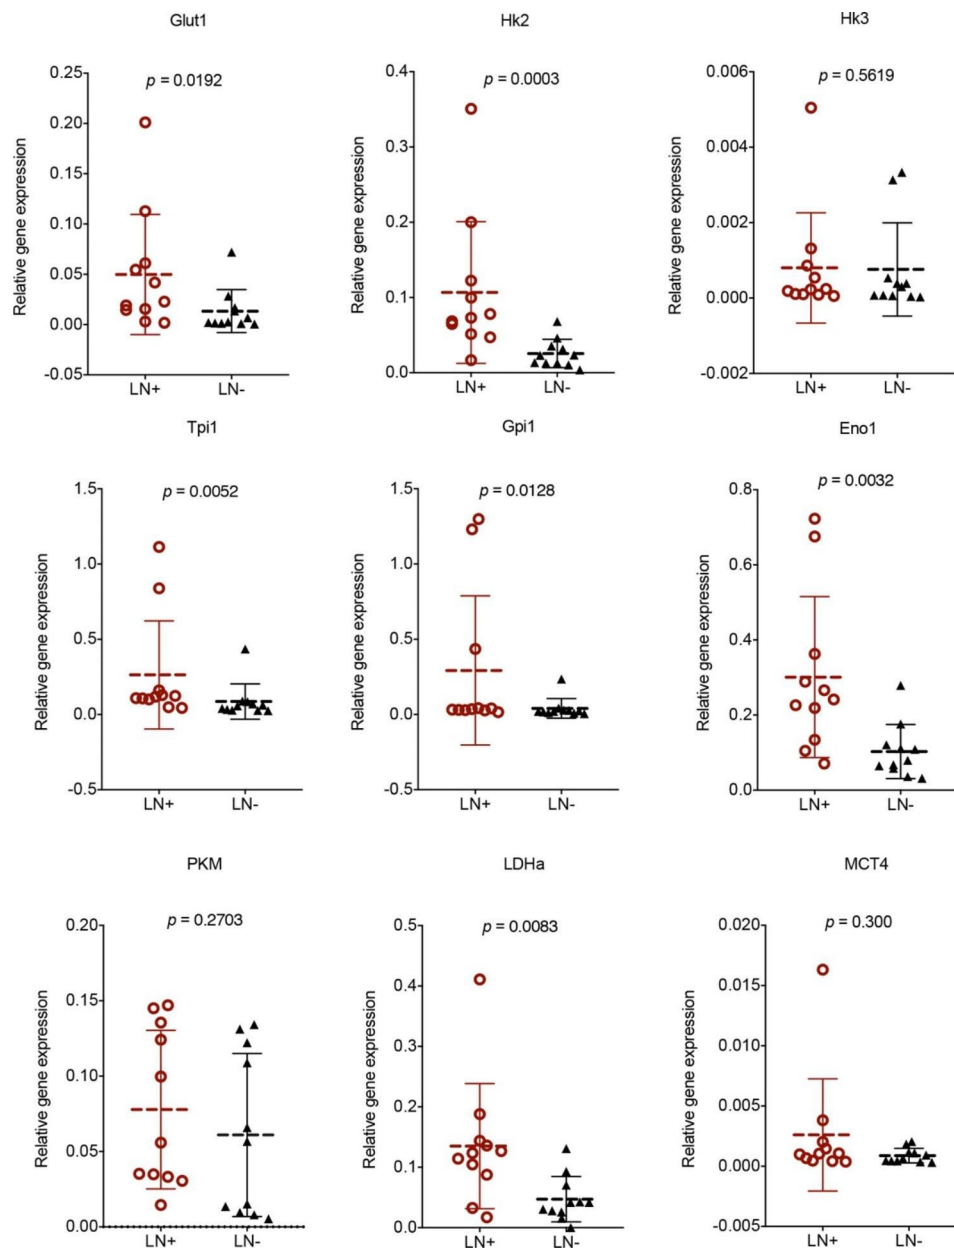 Glut1
p = 0.0192
Relative gene expression
0.25
0.20
0.15
0.10
0.05
0.00
-0.05
LN+ LN-
Hk2
p = 0.0003
Relative gene expression
0.4
0.3
0.2
0.1
0.0
LN+ LN-
Hk3
p = 0.5619
Relative gene expression
0.006
0.004
0.002
0.000
-0.002
LN+ LN-
Tpi1
p = 0.0052
Relative gene expression
1.5
1.0
0.5
0.0
-0.5
LN+ LN-
Gpi1
p = 0.0128
Relative gene expression
1.5
1.0
0.5
0.0
-0.5
LN+ LN-
Eno1
p = 0.0032
Relative gene expression
0.8
0.6
0.4
0.2
0.0
LN+ LN-
PKM
p = 0.2703
Relative gene expression
0.20
0.15
0.10
0.05
0.00
LN+ LN-
LDHa
p = 0.0083
Relative gene expression
0.5
0.4
0.3
0.2
0.1
0.0
LN+ LN-
MCT4
p = 0.300
Relative gene expression
0.020
0.015
0.010
0.005
0.000
-0.005
LN+ LN-